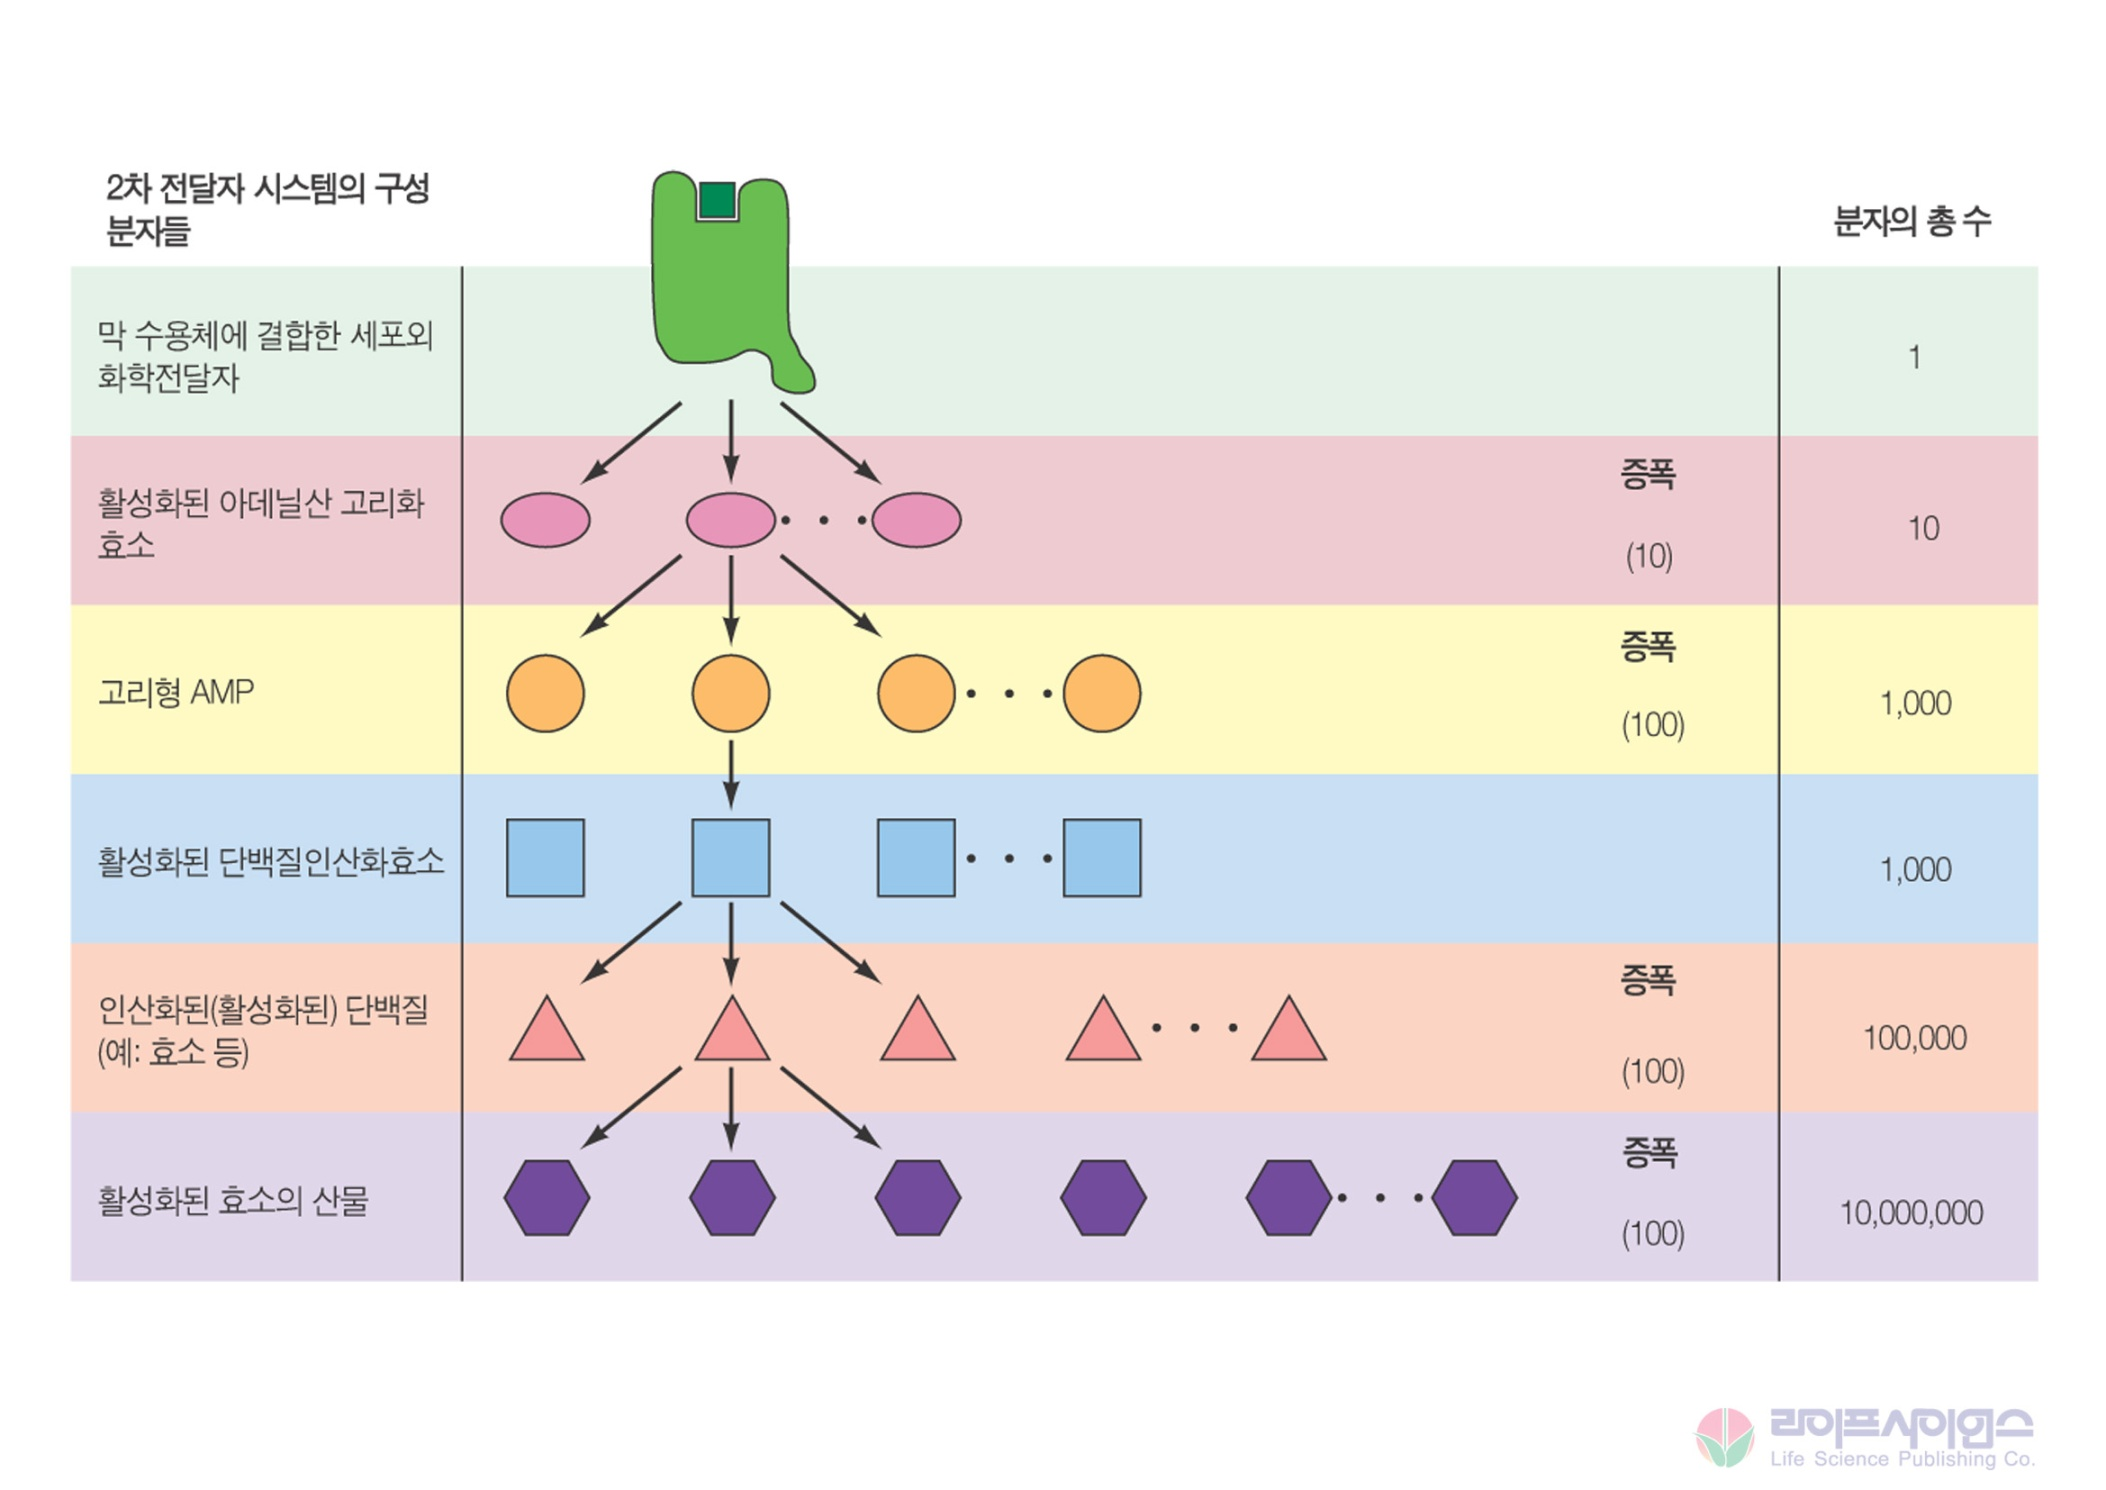 2차 전달자 시스템의 구성
분자들
분자의 총 수
막 수용체에 결합한 세포외
화학전달자
1
활성화된 아데닐산 고리화
효소
증폭
(10)
10
고리형 AMP
증폭
(100)
1,000
활성화된 단백질인산화효소
1,000
인산화된(활성화된) 단백질
(예: 효소 등)
증폭
(100)
100,000
활성화된 효소의 산물
증폭
(100)
10,000,000
라이프사이언스
Life Science Publishing Co.